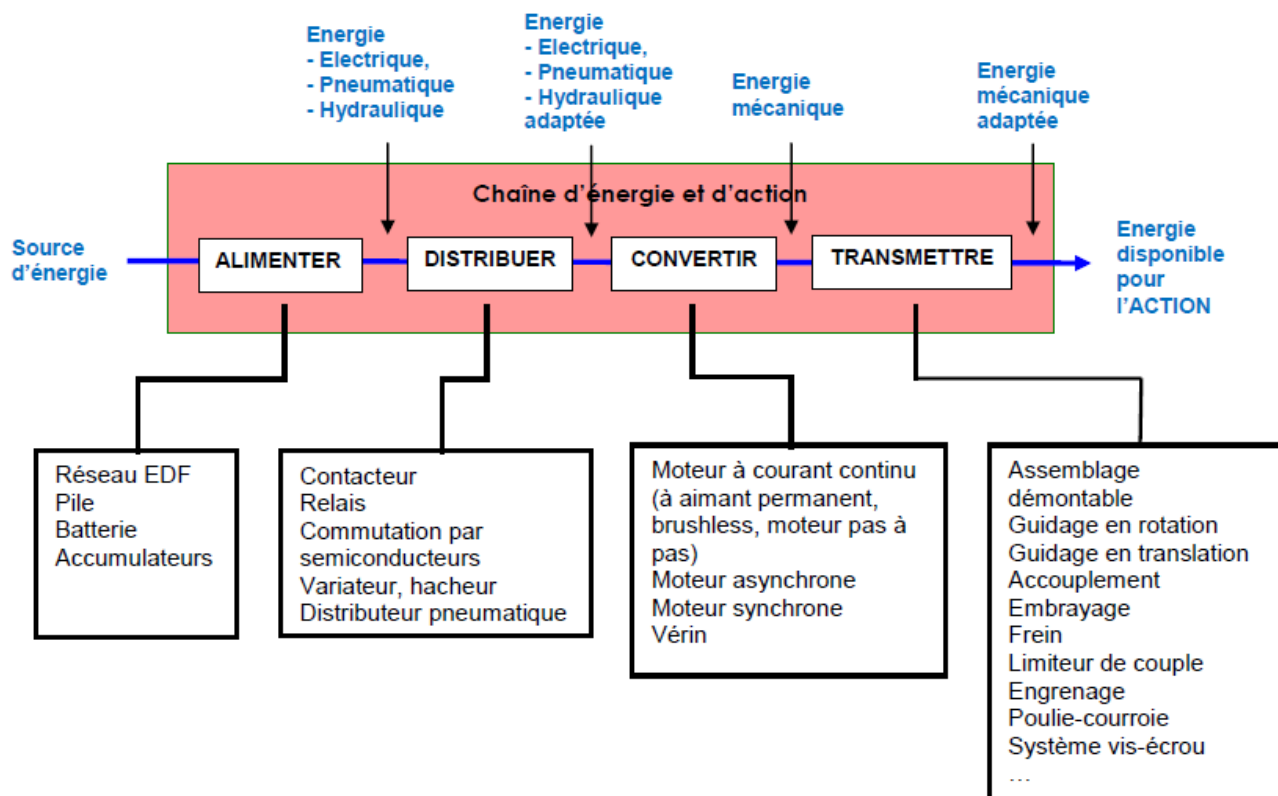 Energie
- Electrique,
- Pneumatique
- Hydraulique
Energie
- Electrique,
- Pneumatique
- Hydraulique
adaptée
Energie
mécanique
Energie
mécanique
adaptée
Chaîne d'énergie et d'action
Source
d'énergie
ALIMENTER
DISTRIBUER
CONVERTIR
TRANSMETTRE
Energie
disponible
pour
l'ACTION
Réseau EDF
Pile
Batterie
Accumulateurs
Contacteur
Relais
Commutation par
semiconducteurs
Variateur, hacheur
Distributeur pneumatique
Moteur à courant continu
(à aimant permanent,
brushless, moteur pas à
pas)
Moteur asynchrone
Moteur synchrone
Vérin
Assemblage
démontable
Guidage en rotation
Guidage en translation
Accouplement
Embrayage
Frein
Limiteur de couple
Engrenage
Poulie-courroie
Système vis-écrou
…